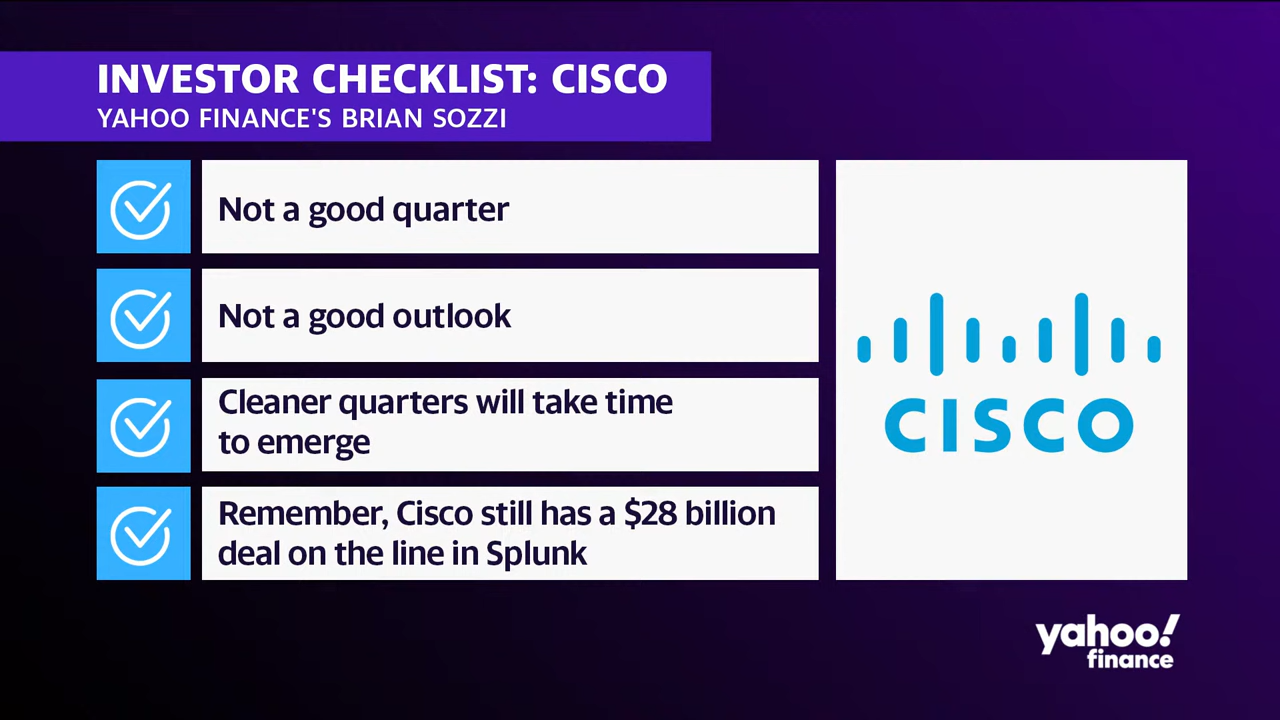 INVESTOR CHECKLIST: CISCO
YAHOO FINANCE'S BRIAN SOZZI
Not a good quarter
Not a good outlook
Cleaner quarters will take time
to emerge
Remember, Cisco still has a $28 billion
deal on the line in Splunk
CISCO
yahoo!
finance